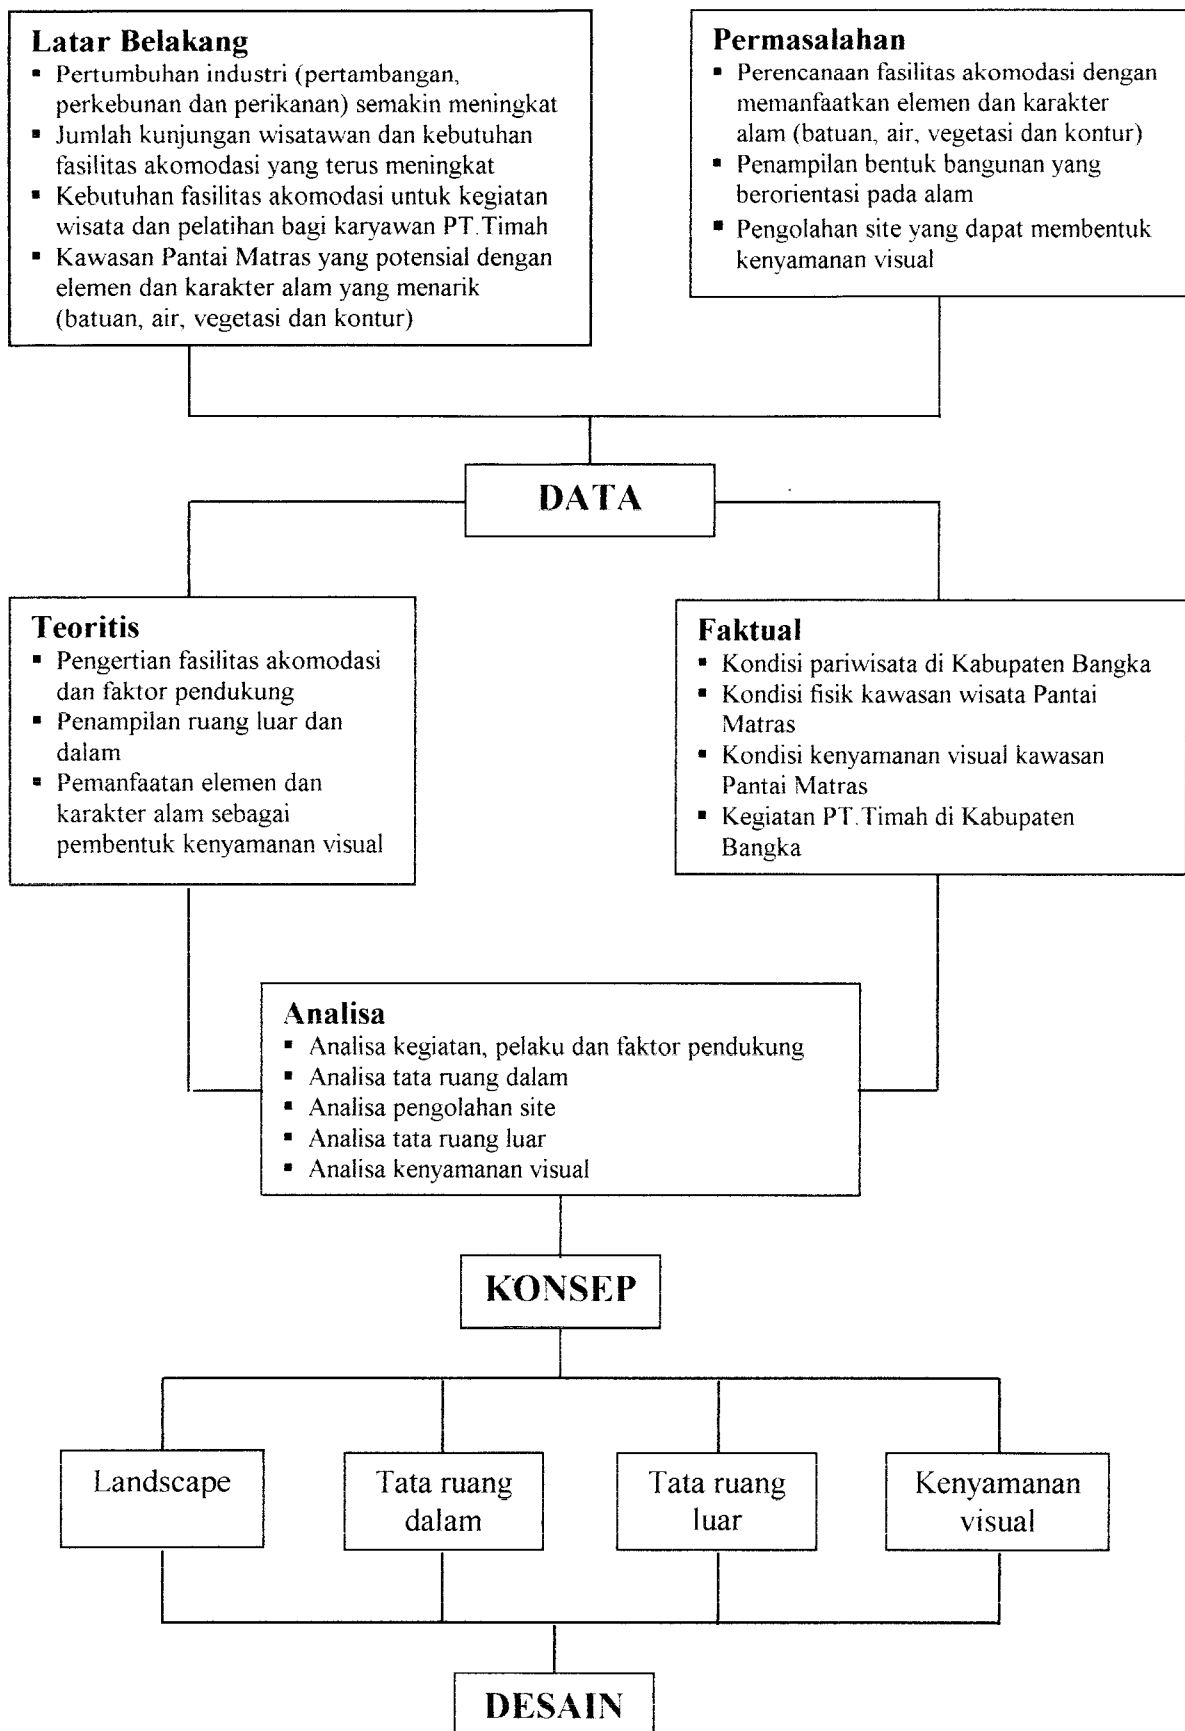 Latar Belakang
▪ Pertumbuhan industri (pertambangan,
perkebunan dan perikanan) semakin meningkat
▪ Jumlah kunjungan wisatawan dan kebutuhan
fasilitas akomodasi yang terus meningkat
▪ Kebutuhan fasilitas akomodasi untuk kegiatan
wisata dan pelatihan bagi karyawan PT.Timah
▪ Kawasan Pantai Matras yang potensial dengan
elemen dan karakter alam yang menarik
(batuan, air, vegetasi dan kontur)
Permasalahan
▪ Perencanaan fasilitas akomodasi dengan
memanfaatkan elemen dan karakter
alam (batuan, air, vegetasi dan kontur)
▪ Penampilan bentuk bangunan yang
berorientasi pada alam
▪ Pengolahan site yang dapat membentuk
kenyamanan visual
DATA
Teoritis
▪ Pengertian fasilitas akomodasi
dan faktor pendukung
▪ Penampilan ruang luar dan
dalam
▪ Pemanfaatan elemen dan
karakter alam sebagai
pembentuk kenyamanan visual
Faktual
▪ Kondisi pariwisata di Kabupaten Bangka
▪ Kondisi fisik kawasan wisata Pantai
Matras
▪ Kondisi kenyamanan visual kawasan
Pantai Matras
▪ Kegiatan PT.Timah di Kabupaten
Bangka
Analisa
▪ Analisa kegiatan, pelaku dan faktor pendukung
▪ Analisa tata ruang dalam
▪ Analisa pengolahan site
▪ Analisa tata ruang luar
▪ Analisa kenyamanan visual
KONSEP
Landscape
Tata ruang
dalam
Tata ruang
luar
Kenyamanan
visual
DESAIN